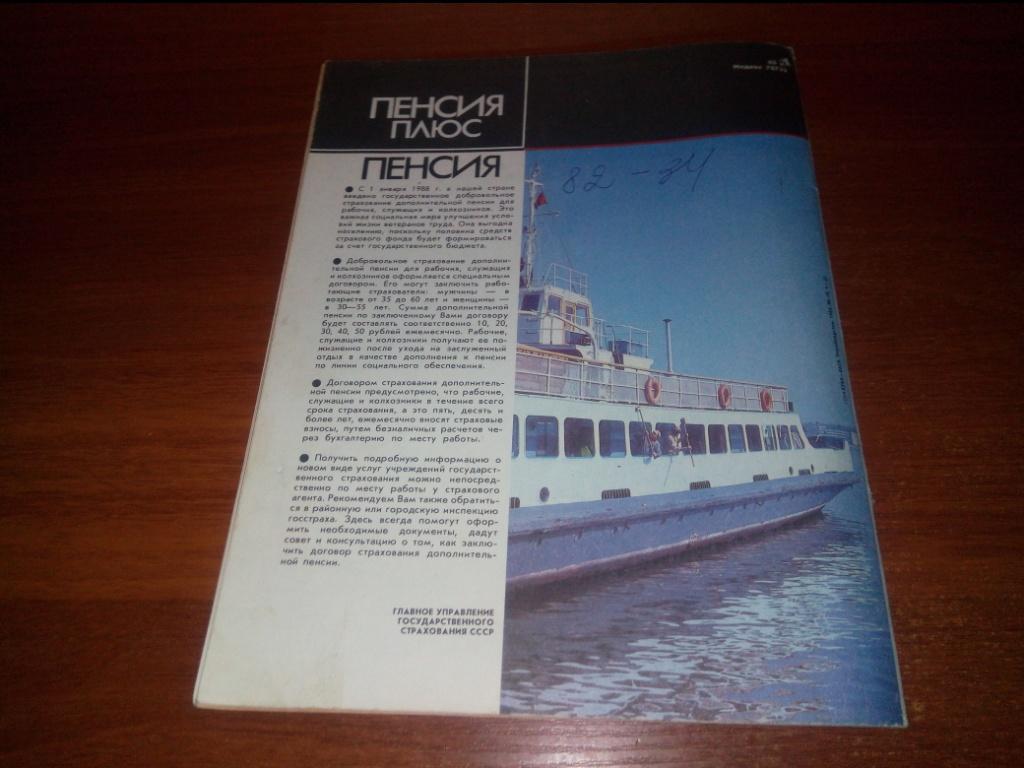 ПЕНСИЯ
ПЛЮС
ПЕНСИЯ
● С 1 января 1988 г. в нашей стране
введено государственное добровольное
страхование дополнительной пенсии для
рабочих, служащих и колхозников. Это
важная социальная мера улучшения усло-
вий жизни ветеранов труда. Она выгодна
населению, поскольку половина средств
страхового фонда будет формироваться
за счет государственного бюджета.
● Добровольное страхование дополни-
тельной пенсии для рабочих, служащих
и колхозников оформляется специальным
договором. Его могут заключить рабо-
тающие страхователи: мужчины — в
возрасте от 35 до 60 лет и женщины —
в 30—55 лет. Сумма дополнительной
пенсии по заключенному Вами договору
будет составлять соответственно 10, 20,
30, 40, 50 рублей ежемесячно. Рабочие,
служащие и колхозники получают ее по-
жизненно после ухода на заслуженный
отдых в качестве дополнения к пенсии
по линии социального обеспечения.
● Договором страхования дополнитель-
ной пенсии предусмотрено, что рабочие,
служащие и колхозники в течение всего
срока страхования, а это пять, десять и
более лет, ежемесячно вносят страховые
взносы, путем безналичных расчетов че-
рез бухгалтерию по месту работы.
● Получить подробную информацию о
новом виде услуг учреждений государст-
венного страхования можно непосред-
ственно по месту работы у страхового
агента. Рекомендуем Вам также обратить-
ся в районную или городскую инспекцию
госстраха. Здесь всегда помогут офор-
мить необходимые документы, дадут
совет и консультацию о том, как заклю-
чить договор страхования дополнитель-
ной пенсии.
ГЛАВНОЕ УПРАВЛЕНИЕ
ГОСУДАРСТВЕННОГО
СТРАХОВАНИЯ СССР
82 -